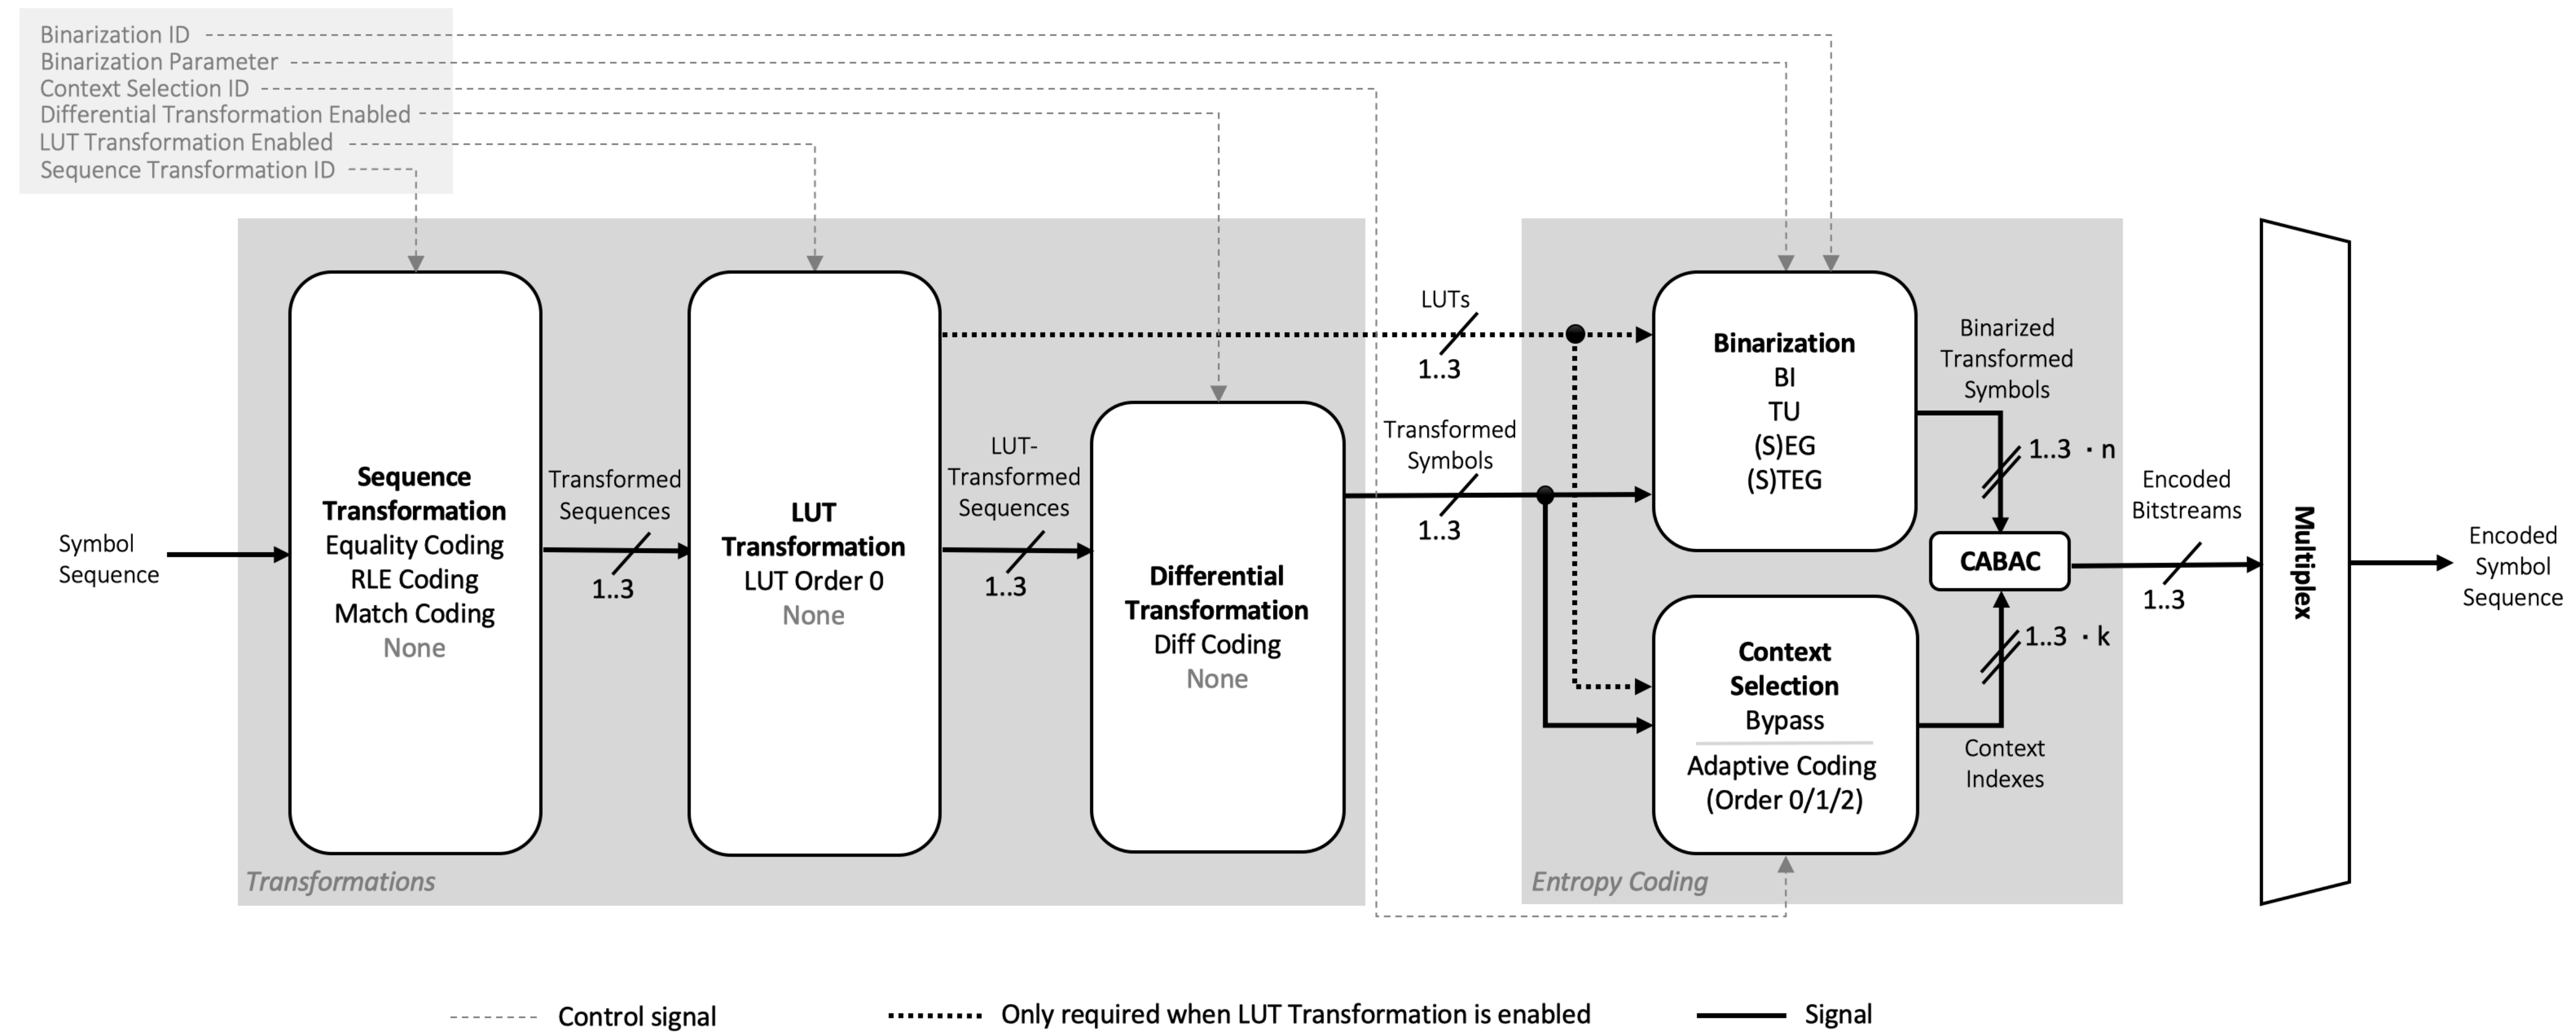 Binarization ID
Binarization Parameter
Context Selection ID
Differential Transformation Enabled
LUT Transformation Enabled
Sequence Transformation ID
Symbol
Sequence
Sequence
Transformation
Equality Coding
RLE Coding
Match Coding
None
Transformed
Sequences
1..3
LUT
Transformation
LUT Order 0
None
LUT-
Transformed
Sequences
1..3
Differential
Transformation
Diff Coding
None
Transformations
LUTs
1..3
Transformed
Symbols
1..3
Binarization
BI
TU
(S)EG
(S)TEG
Binarized
Transformed
Symbols
1..3 · n
CABAC
Context
Selection
Bypass
Adaptive Coding
(Order 0/1/2)
1..3 · k
Context
Indexes
Entropy Coding
Encoded
Bitstreams
1..3
Multiplex
Encoded
Symbol
Sequence
Control signal
Only required when LUT Transformation is enabled
Signal